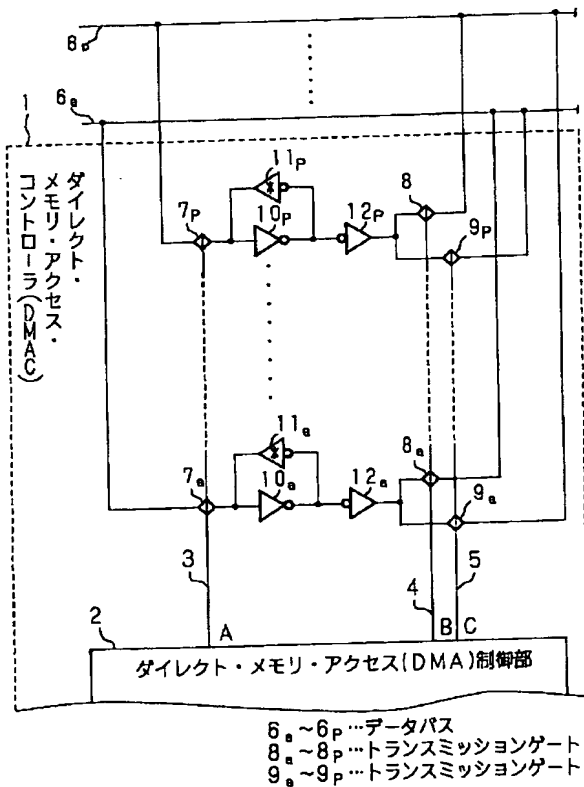 6p
1
6a
ダイレクト・
メモリ・アクセス・
コントローラ(DMAC)
11p
7p
10p
12p
8
9p
11a
7a
10a
12a
8a
9a
3
4
5
2
A
B
C
ダイレクト・メモリ・アクセス(DMA)制御部
6a~6p…データバス
8a~8p…トランスミッションゲート
9a~9p…トランスミッションゲート